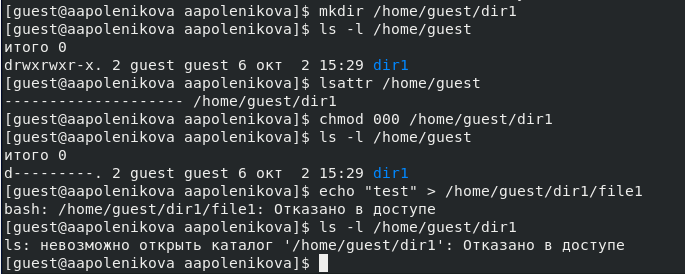 [guest@aapolenikova aapolenikova]$ mkdir /home/guest/dir1
[guest@aapolenikova aapolenikova]$ ls -l /home/guest
итого 0
drwxrwxr-x. 2 guest guest 6 окт  2 15:29 dir1
[guest@aapolenikova aapolenikova]$ lsattr /home/guest
-------------------- /home/guest/dir1
[guest@aapolenikova aapolenikova]$ chmod 000 /home/guest/dir1
[guest@aapolenikova aapolenikova]$ ls -l /home/guest
итого 0
d---------. 2 guest guest 6 окт  2 15:29 dir1
[guest@aapolenikova aapolenikova]$ echo "test" > /home/guest/dir1/file1
bash: /home/guest/dir1/file1: Отказано в доступе
[guest@aapolenikova aapolenikova]$ ls -l /home/guest/dir1
ls: невозможно открыть каталог '/home/guest/dir1': Отказано в доступе
[guest@aapolenikova aapolenikova]$